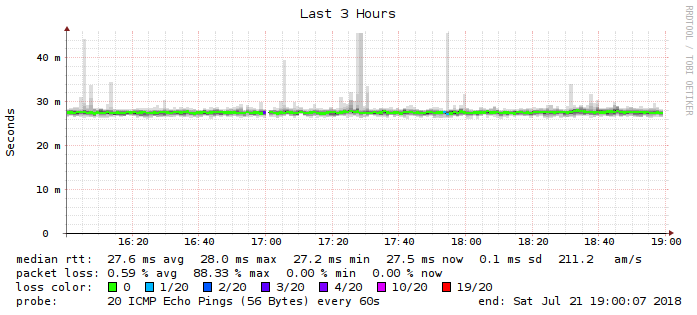 Last 3 Hours
RRDTOOL / TOBI OETIKER
Seconds
40 m
30 m
20 m
10 m
0
16:20 16:40 17:00 17:20 17:40 18:00 18:20 18:40 19:00
median rtt: 27.6 ms avg 28.0 ms max 27.2 ms min 27.5 ms now 0.1 ms sd 211.2 am/s
packet loss: 0.59 % avg 88.33 % max 0.00 % min 0.00 % now
loss color: 0 1/20 2/20 3/20 4/20 10/20 19/20
probe: 20 ICMP Echo Pings (56 Bytes) every 60s end: Sat Jul 21 19:00:07 2018